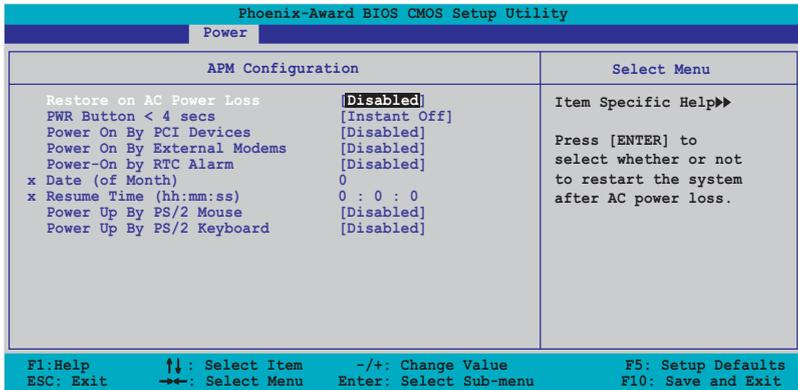 Phoenix-Award BIOS CMOS Setup Utility
Power
APM Configuration
Select Menu
Restore on AC Power Loss [Disabled]
PWR Button < 4 secs [Instant Off]
Power On By PCI Devices [Disabled]
Power On By External Modems [Disabled]
Power-On by RTC Alarm [Disabled]
x Date (of Month) 0
x Resume Time (hh:mm:ss) 0 : 0 : 0
Power Up By PS/2 Mouse [Disabled]
Power Up By PS/2 Keyboard [Disabled]
Item Specific Help▶▶
Press [ENTER] to
select whether or not
to restart the system
after AC power loss.
F1:Help ↑↓: Select Item -/+: Change Value F5: Setup Defaults
ESC: Exit →←: Select Menu Enter: Select Sub-menu F10: Save and Exit